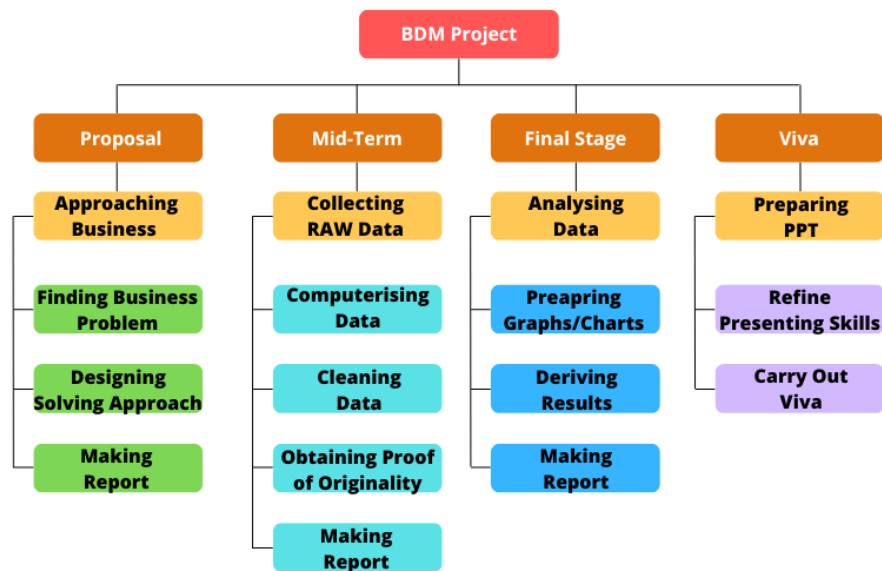 BDM Project
Proposal
Approaching
Business
Finding Business
Problem
Designing
Solving Approach
Making
Report
Mid-Term
Collecting
RAW Data
Computerising
Data
Cleaning
Data
Obtaining Proof
of Originality
Making
Report
Final Stage
Analysing
Data
Preapring
Graphs/Charts
Deriving
Results
Making
Report
Viva
Preparing
PPT
Refine
Presenting Skills
Carry Out
Viva